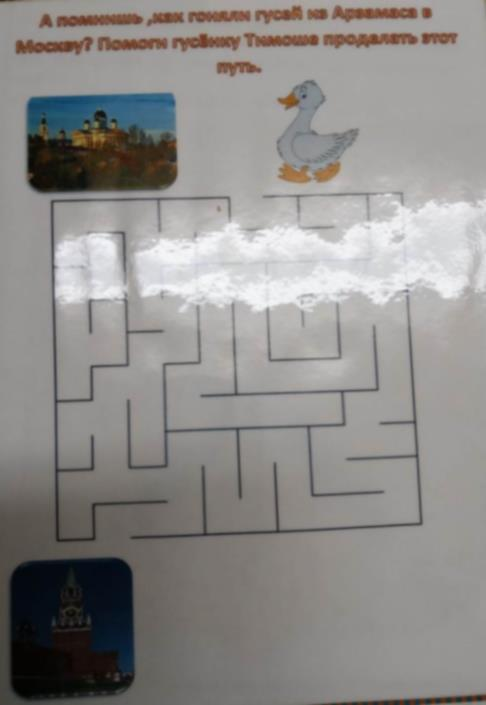 А помнишь ,как гоняли гусей из Арзамаса в
Москву? Помоги гусёнку Тимоше проделать этот
путь.